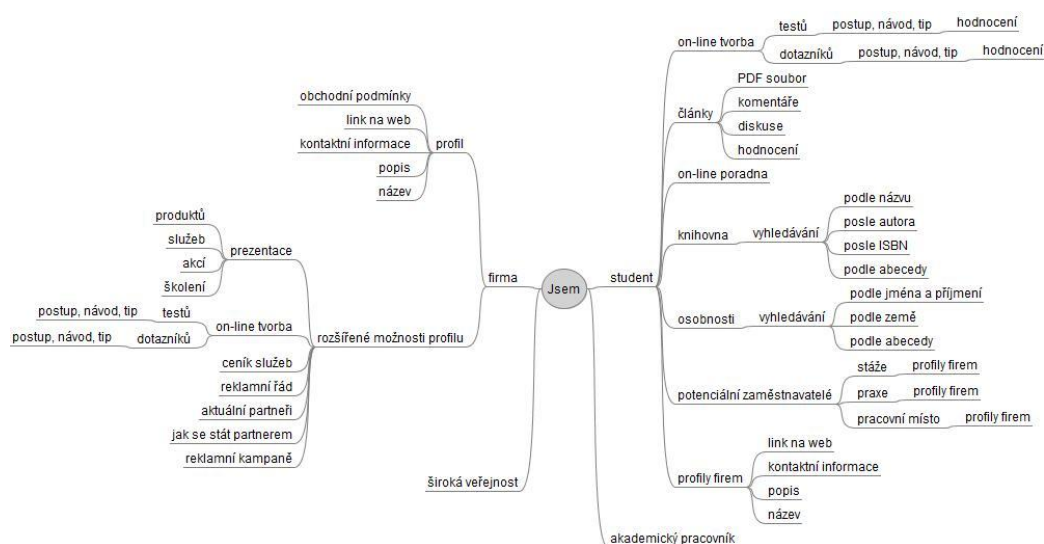 Jsem
firma
profil
obchodní podmínky
link na web
kontaktní informace
popis
název
rozšířené možnosti profilu
prezentace
produktů
služeb
akcí
školení
on-line tvorba
testů
postup, návod, tip
dotazníků
postup, návod, tip
ceník služeb
reklamní řád
aktuální partneři
jak se stát partnerem
reklamní kampaně
široká veřejnost
student
on-line tvorba
testů
postup, návod, tip
hodnocení
dotazníků
postup, návod, tip
hodnocení
články
PDF soubor
komentáře
diskuse
hodnocení
on-line poradna
knihovna
vyhledávání
podle názvu
posle autora
posle ISBN
podle abecedy
osobnosti
vyhledávání
podle jména a příjmení
podle země
podle abecedy
potenciální zaměstnavatelé
stáže
profily firem
praxe
profily firem
pracovní místo
profily firem
profily firem
link na web
kontaktní informace
popis
název
akademický pracovník